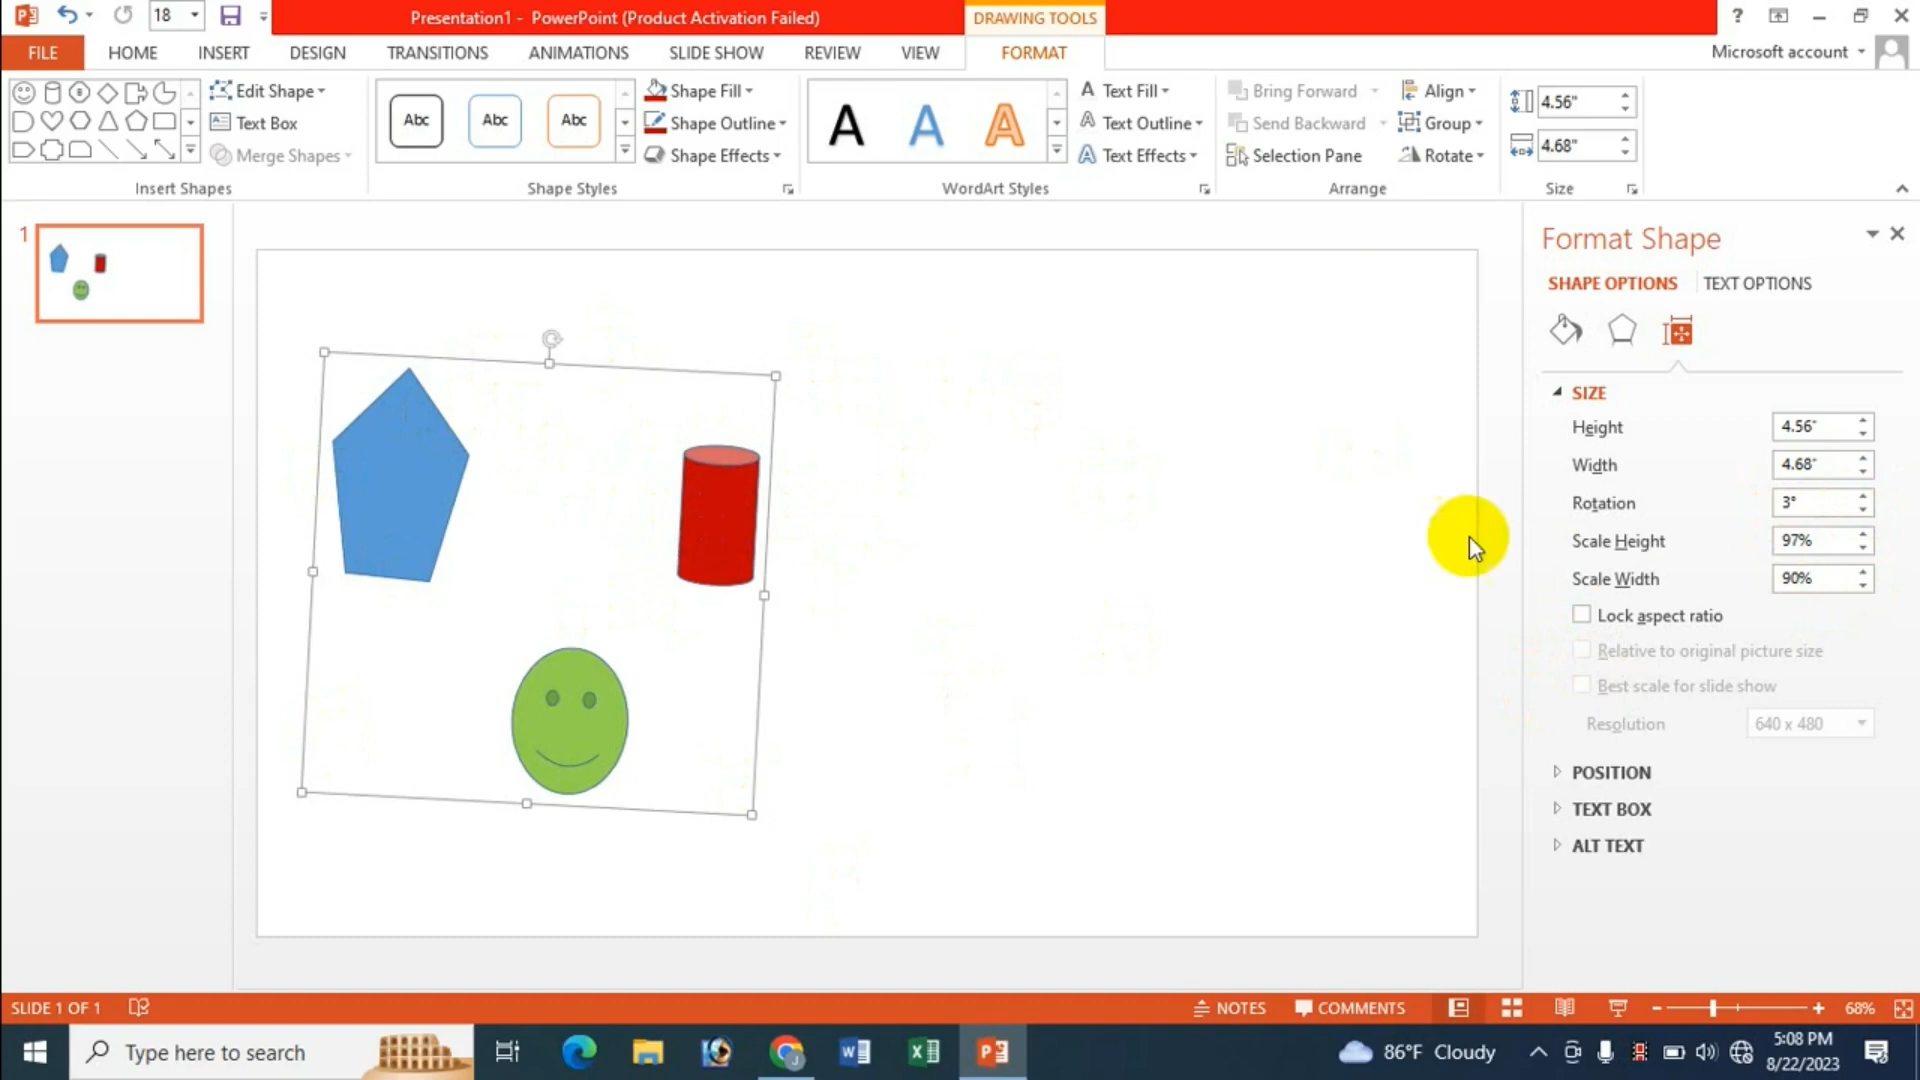 18
Presentation1 - PowerPoint (Product Activation Failed)
DRAWING TOOLS
?
FILE
HOME
INSERT
DESIGN
TRANSITIONS
ANIMATIONS
SLIDE SHOW
REVIEW
VIEW
FORMAT
Microsoft account
Edit Shape
Text Box
Merge Shapes
Insert Shapes
Abc
Abc
Abc
Shape Fill
Shape Outline
Shape Effects
Shape Styles
A
A
A
A Text Fill
A Text Outline
A Text Effects
WordArt Styles
Bring Forward
Send Backward
Selection Pane
Align
Group
Rotate
Arrange
4.56"
4.68"
Size
1
Format Shape
SHAPE OPTIONS
TEXT OPTIONS
SIZE
Height 4.56"
Width 4.68"
Rotation 3°
Scale Height 97%
Scale Width 90%
Lock aspect ratio
Relative to original picture size
Best scale for slide show
Resolution 640 x 480
POSITION
TEXT BOX
ALT TEXT
SLIDE 1 OF 1
NOTES
COMMENTS
68%
Type here to search
86°F Cloudy
5:08 PM
8/22/2023